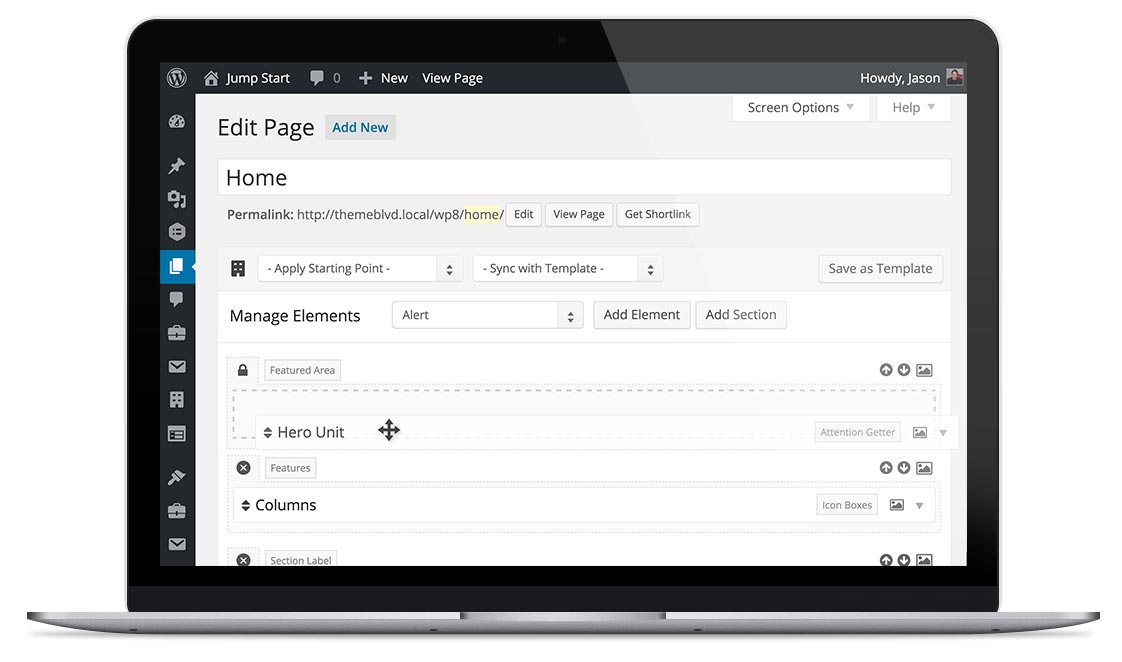 Jump Start 0 New View Page Howdy, Jason
Screen Options Help
Edit Page Add New
Home
Permalink: http://themeblvd.local/wp8/home/ Edit View Page Get Shortlink
- Apply Starting Point - - Sync with Template - Save as Template
Manage Elements Alert Add Element Add Section
Featured Area
Hero Unit Attention Getter
Features
Columns Icon Boxes
Section Label